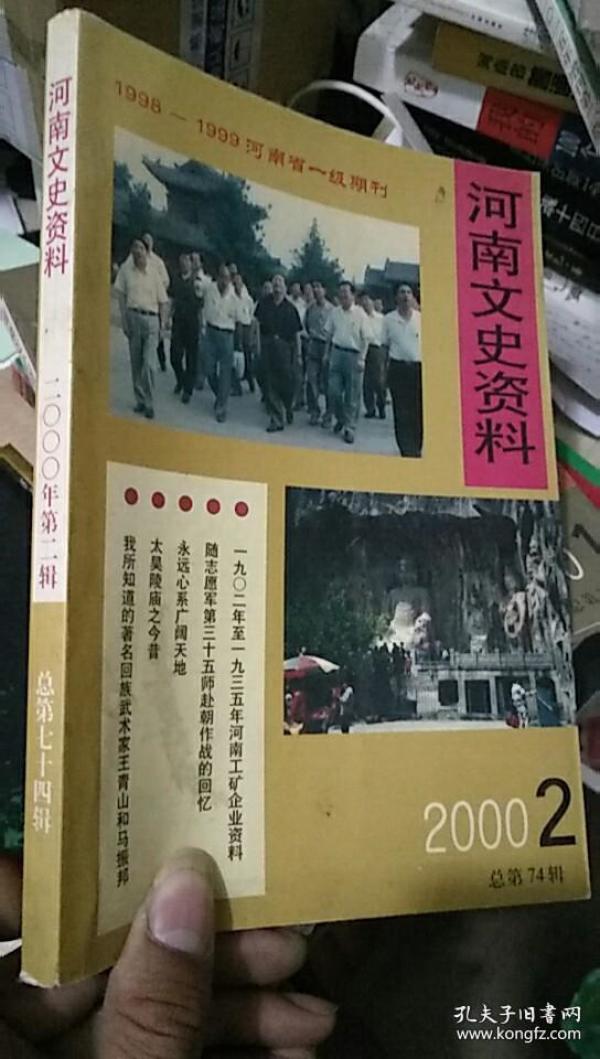 河南文史资料
二〇〇〇年第二辑
总第七十四辑
1998－1999河南省一级期刊
河南文史资料
一九〇二年至一九三五年河南工矿企业资料
随志愿军第三十五师赴朝作战的回忆
永远心系广阔天地
太昊陵庙之今昔
我所知道的著名回族武术家王青山和马振邦
2000 2
总第74辑
孔夫子旧书网
www.kongfz.com